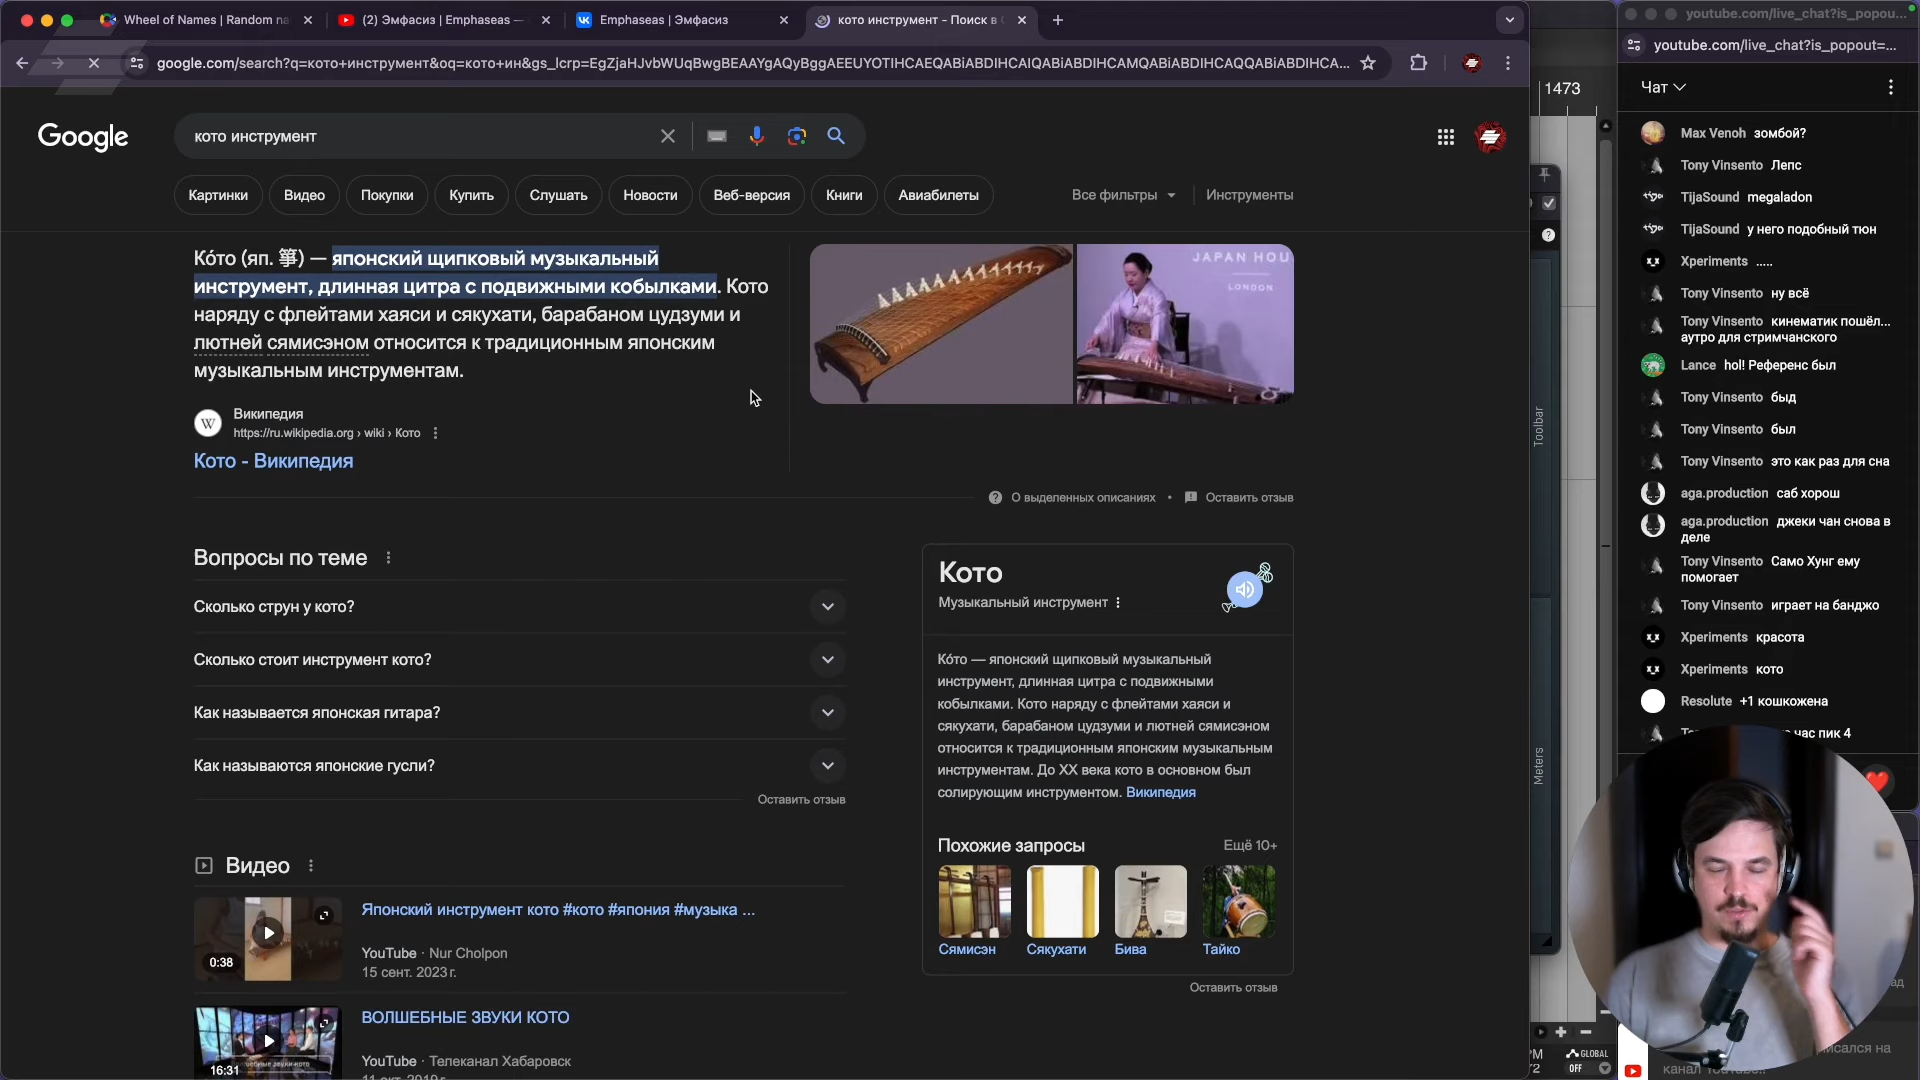 Wheel of Names | Random na
(2) Эмфасиз | Emphaseas —
Emphaseas | Эмфасиз
кото инструмент - Поиск в
google.com/search?q=кото+инструмент&oq=кото+ин&gs_lcrp=EgZjaHJvbWUqBwgBEAAYgAQyBggAEEUYOTIHCAEQABiABDIHCAIQABiABDIHCAMQABiABDIHCAQQABiABDIHCA...
Google
кото инструмент
Картинки
Видео
Покупки
Купить
Слушать
Новости
Веб-версия
Книги
Авиабилеты
Все фильтры
Инструменты
Ко́то (яп. 箏) — японский щипковый музыкальный
инструмент, длинная цитра с подвижными кобылками. Кото
наряду с флейтами хаяси и сякухати, барабаном цудзуми и
лютней сямисэном относится к традиционным японским
музыкальным инструментам.
JAPAN HOU
LONDON
W
Википедия
https://ru.wikipedia.org › wiki › Кото
Кото - Википедия
О выделенных описаниях • Оставить отзыв
Вопросы по теме
Сколько струн у кото?
Сколько стоит инструмент кото?
Как называется японская гитара?
Как называются японские гусли?
Оставить отзыв
Видео
0:38
Японский инструмент кото #кото #япония #музыка ...
YouTube · Nur Cholpon
15 сент. 2023 г.
16:31
ВОЛШЕБНЫЕ ЗВУКИ КОТО
YouTube · Телеканал Хабаровск
11 окт. 2019 г.
Кото
Музыкальный инструмент
Ко́то — японский щипковый музыкальный
инструмент, длинная цитра с подвижными
кобылками. Кото наряду с флейтами хаяси и
сякухати, барабаном цудзуми и лютней сямисэном
относится к традиционным японским музыкальным
инструментам. До XX века кото в основном был
солирующим инструментом. Википедия
Похожие запросы
Ещё 10+
Сямисэн
Сякухати
Бива
Тайко
Оставить отзыв
1473
Toolbar
Meters
GLOBAL
OFF
youtube.com/live_chat?is_popou...
youtube.com/live_chat?is_popout=...
Чат
Max Venoh зомбой?
Tony Vinsento Лепс
TijaSound megaladon
TijaSound у него подобный тюн
Xperiments .....
Tony Vinsento ну всё
Tony Vinsento кинематик пошёл...
аутро для стримчанского
Lance hol! Референс был
Tony Vinsento быд
Tony Vinsento был
Tony Vinsento это как раз для сна
aga.production саб хорош
aga.production джеки чан снова в
деле
Tony Vinsento Само Хунг ему
помогает
Tony Vinsento играет на банджо
Xperiments красота
Xperiments кото
Resolute +1 кошкожена
час пик 4
канал